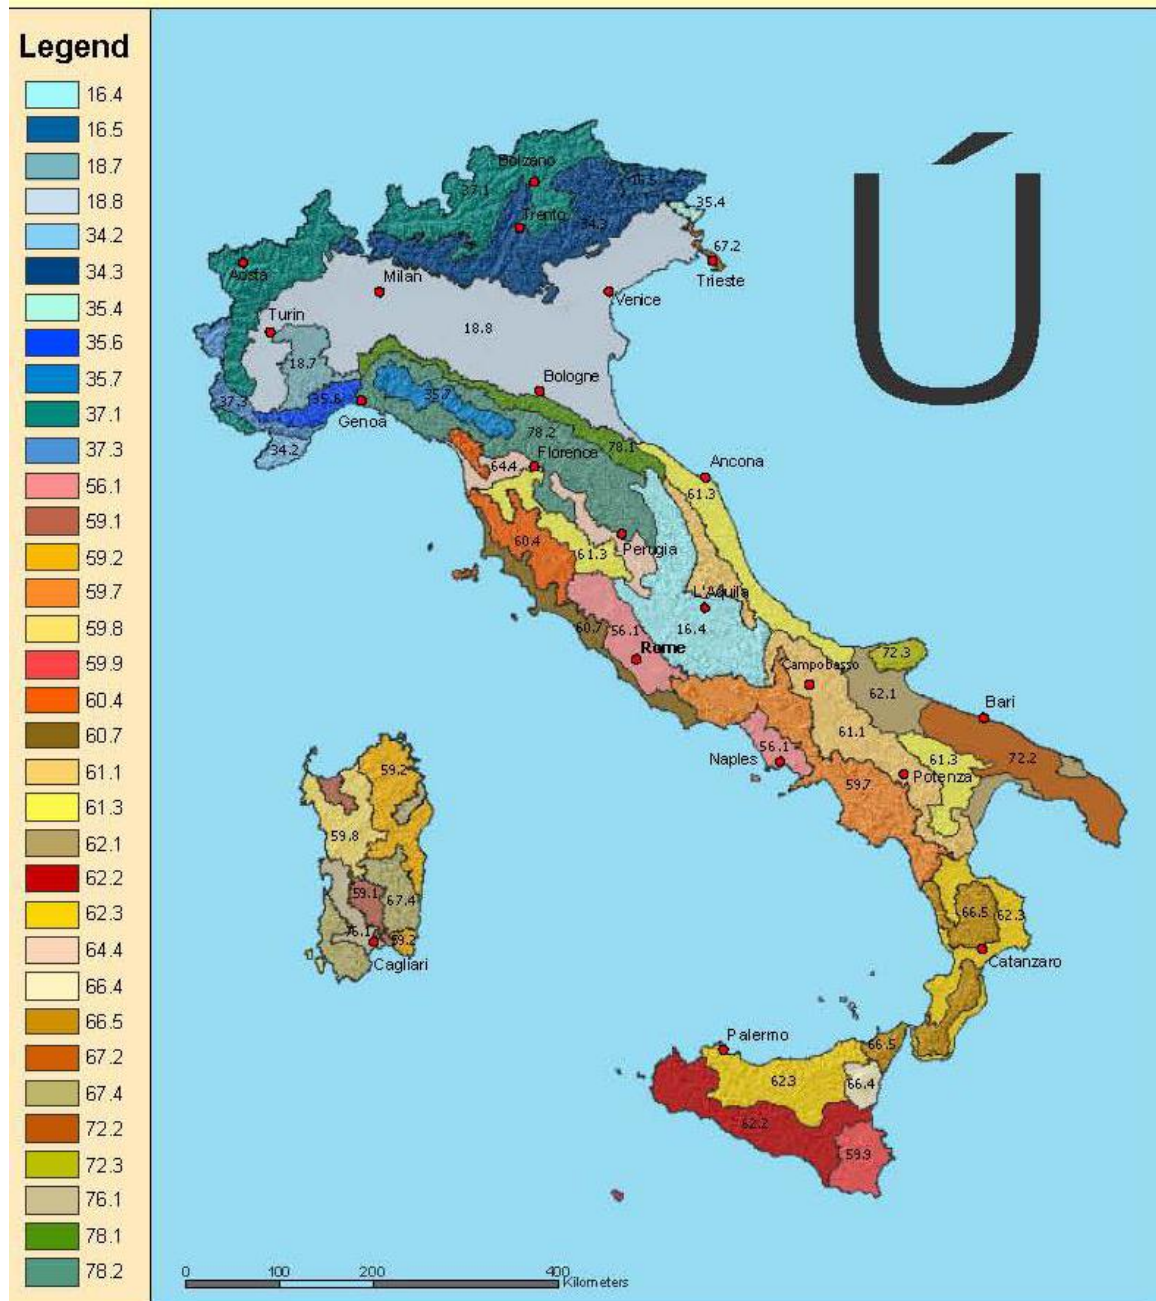 Legend
16.4
16.5
18.7
18.8
34.2
34.3
35.4
35.6
35.7
37.1
37.3
56.1
59.1
59.2
59.7
59.8
59.9
60.4
60.7
61.1
61.3
62.1
62.2
62.3
64.4
66.4
66.5
67.2
67.4
72.2
72.3
76.1
78.1
78.2
Ú
Bolzano
37.1
16.5
35.4
Trento
34.3
67.2
Aosta
Milan
Trieste
Venice
Turin
18.8
18.7
Bologne
37.3
35.6
35.7
Genoa
78.2
34.2
78.1
Florence
64.4
Ancona
61.3
60.4
Perugia
61.3
L'Aquila
60.7
56.1
16.4
Rome
72.3
Campobasso
62.1
Bari
61.1
56.1
61.3
72.2
Naples
Potenza
59.7
59.2
59.8
59.1
67.4
66.5
62.3
76.1
59.2
Cagliari
Catanzaro
Palermo
66.5
62.3
66.4
62.2
59.9
0 100 200 400
Kilometers